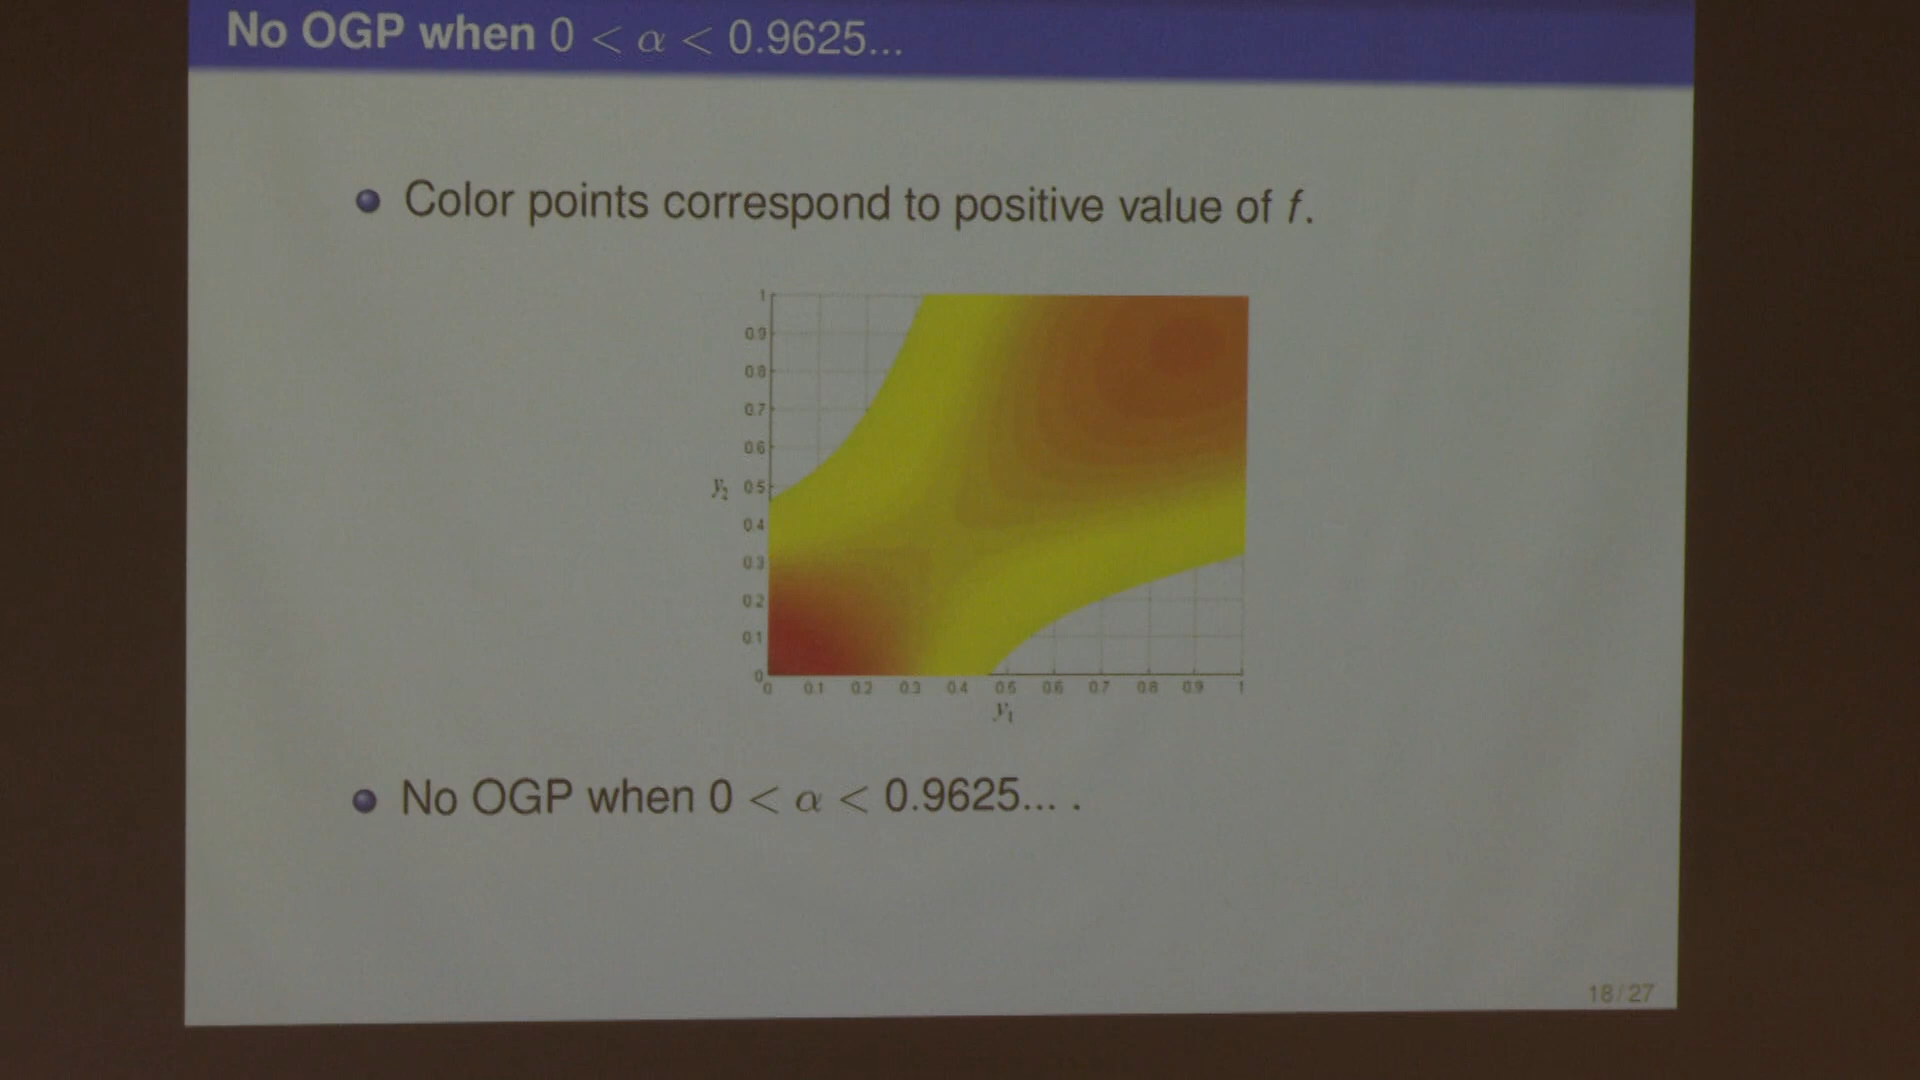 No OGP when 0 < α < 0.9625...
Color points correspond to positive value of f.
1
0.9
0.8
0.7
0.6
y₂ 0.5
0.4
0.3
0.2
0.1
0
0 0.1 0.2 0.3 0.4 0.5 0.6 0.7 0.8 0.9 1
y₁
No OGP when 0 < α < 0.9625... .
18/27